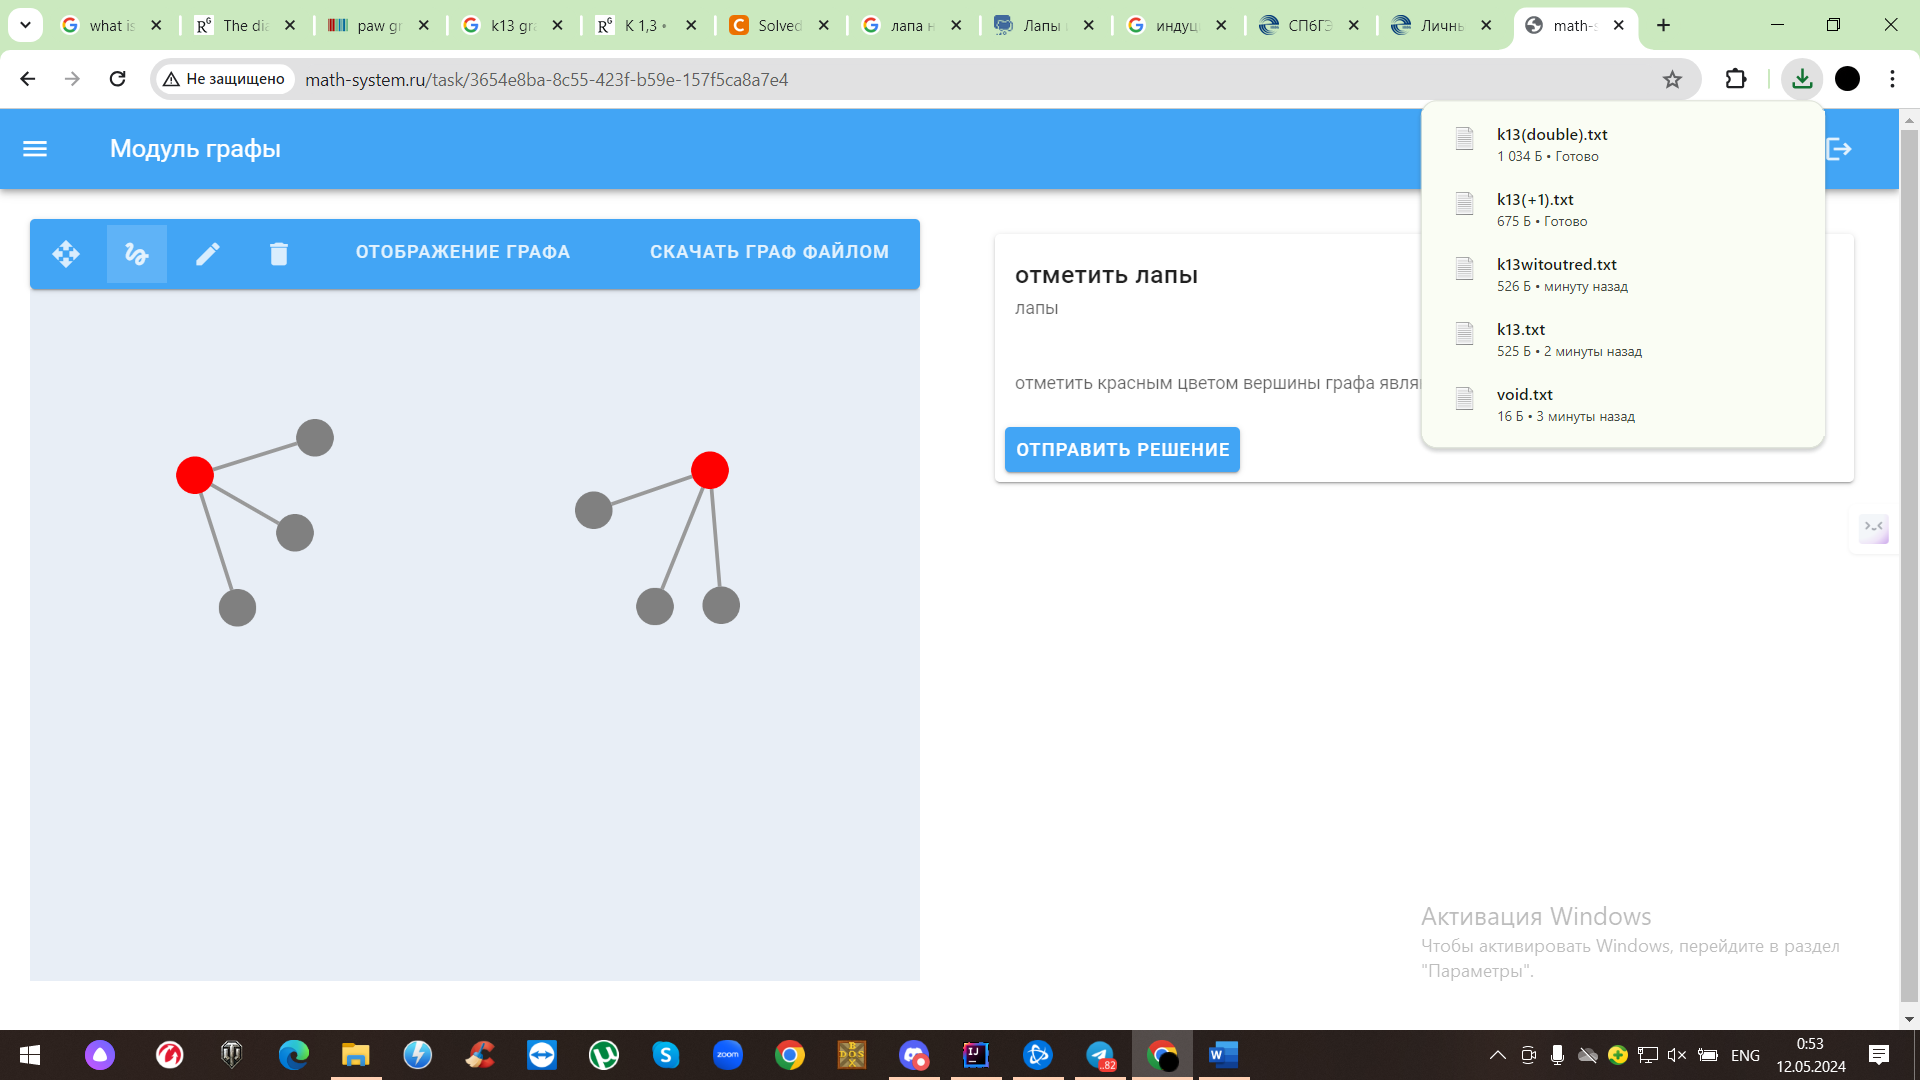 what is
The dia
paw gr
k13 gra
K 1,3 •
Solved
лапа н
Лапы и
индуц
СПбГЭ
Личнь
math-s
Не защищено
math-system.ru/task/3654e8ba-8c55-423f-b59e-157f5ca8a7e4
Модуль графы
k13(double).txt
1 034 Б • Готово
k13(+1).txt
675 Б • Готово
k13witoutred.txt
526 Б • минуту назад
k13.txt
525 Б • 2 минуты назад
void.txt
16 Б • 3 минуты назад
ОТОБРАЖЕНИЕ ГРАФА
СКАЧАТЬ ГРАФ ФАЙЛОМ
отметить лапы
лапы
отметить красным цветом вершины графа явля
ОТПРАВИТЬ РЕШЕНИЕ
Активация Windows
Чтобы активировать Windows, перейдите в раздел
"Параметры".
zoom
82
ENG
0:53
12.05.2024